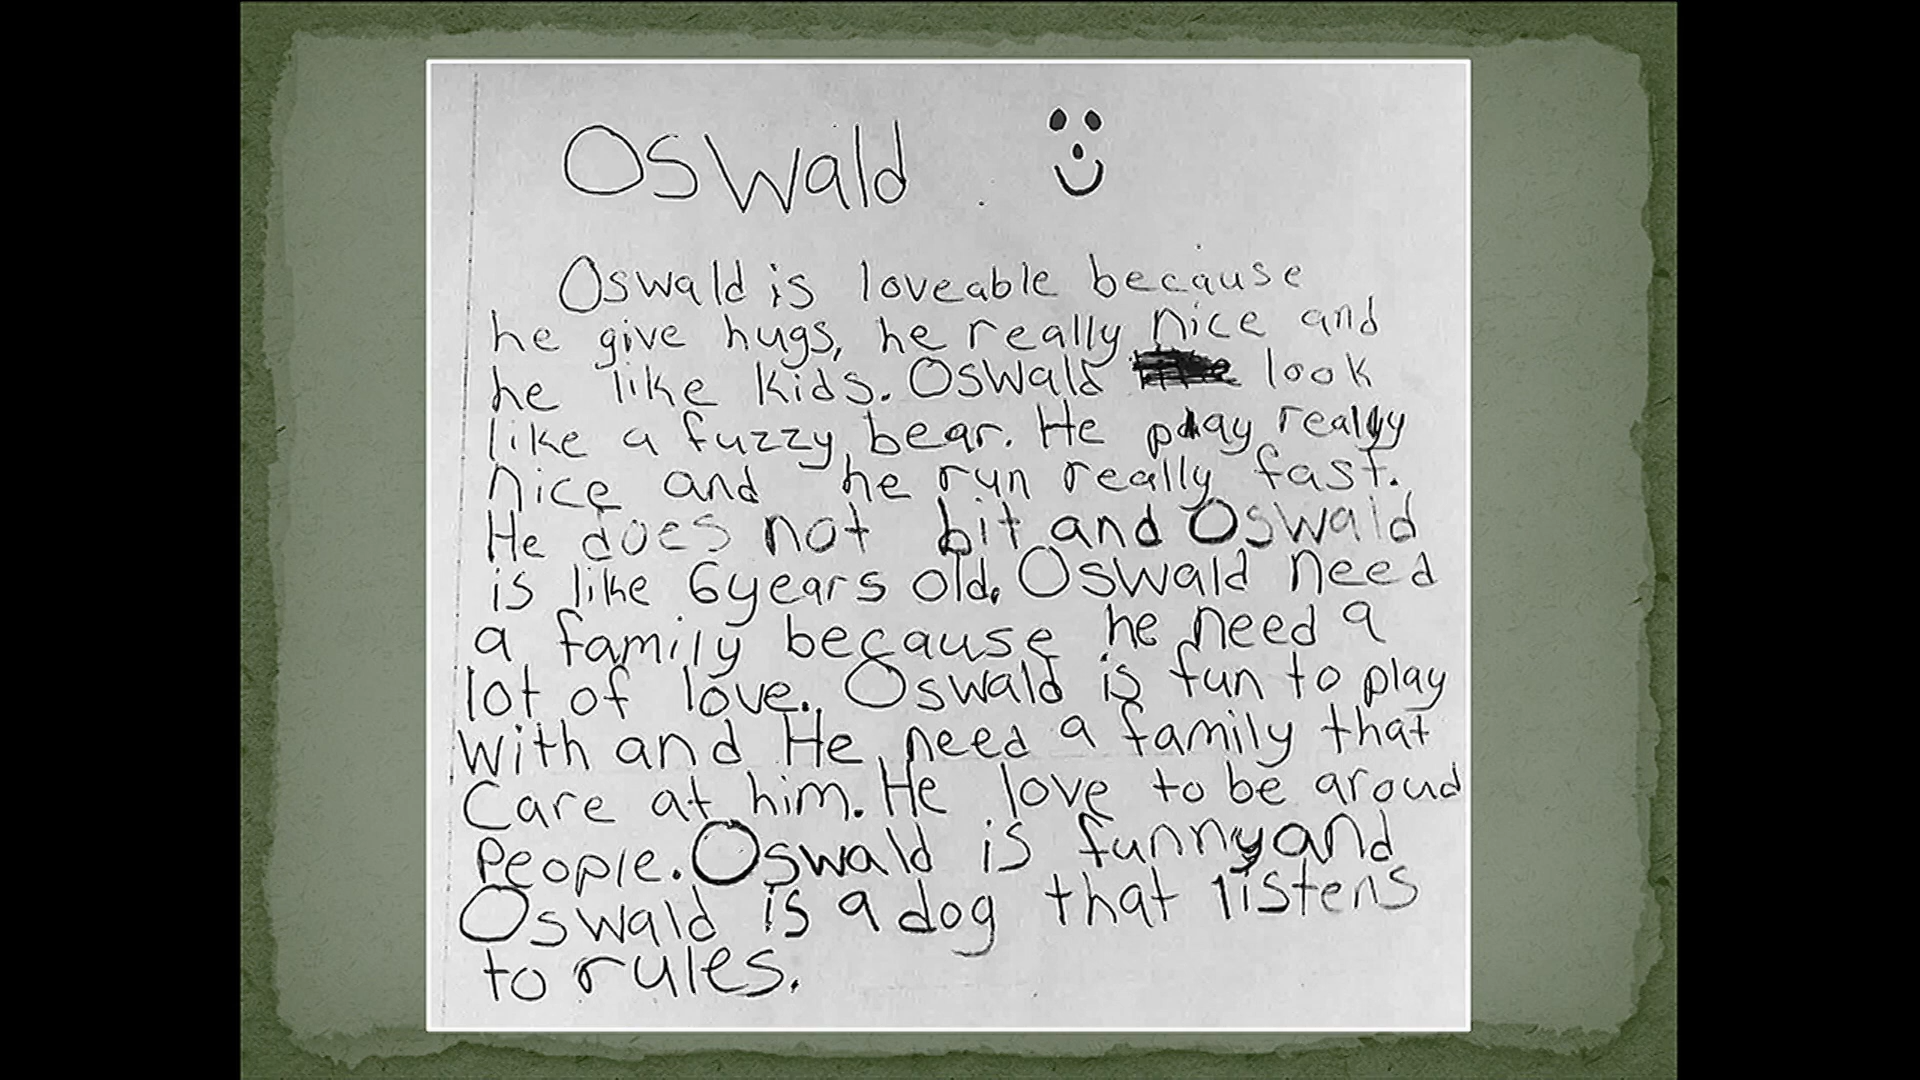 Oswald
Oswald is loveable because
he give hugs, he really nice and
he like kids. Oswald look
like a fuzzy bear. He play really
nice and he run really fast.
He does not bit and Oswald
is like 6 years old. Oswald need
a family because he need a
lot of love. Oswald is fun to play
with and He need a family that
Care at him. He love to be aroud
People. Oswald is funny and
Oswald is a dog that listens
to rules.